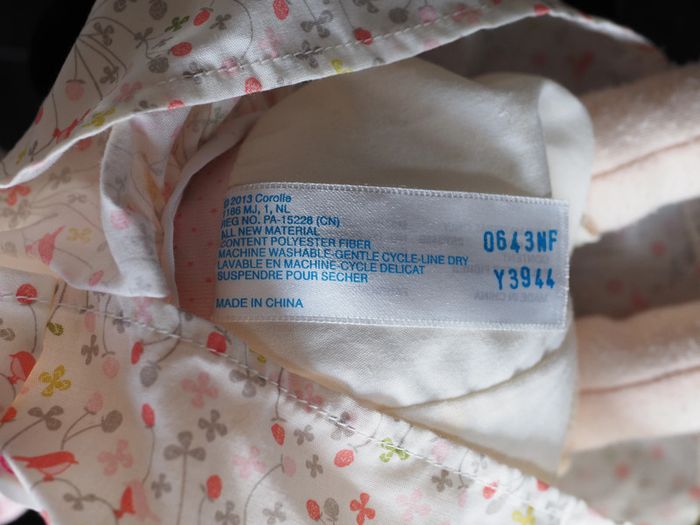 © 2013 Corolle
1186 MJ, 1, NL
REG NO. PA-15228 (CN)
ALL NEW MATERIAL
CONTENT POLYESTER FIBER
MACHINE WASHABLE-GENTLE CYCLE-LINE DRY
LAVABLE EN MACHINE-CYCLE DELICAT
SUSPENDRE POUR SECHER
MADE IN CHINA
0643NF
Y3944